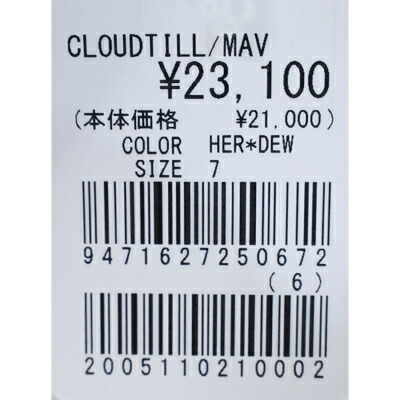 CLOUDTILL/MAV
¥23,100
(本体価格 ¥21,000)
COLOR HER*DEW
SIZE 7
9471627250672
(6)
2005110210002